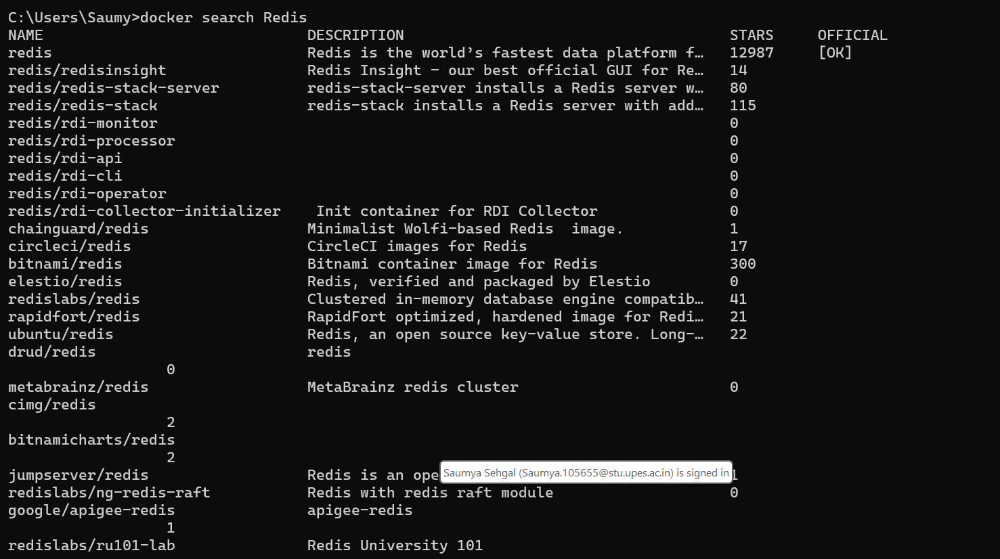 C:\Users\Saumy>docker search Redis
NAME DESCRIPTION STARS OFFICIAL
redis Redis is the world’s fastest data platform f… 12987 [OK]
redis/redisinsight Redis Insight - our best official GUI for Re… 14
redis/redis-stack-server redis-stack-server installs a Redis server w… 80
redis/redis-stack redis-stack installs a Redis server with add… 115
redis/rdi-monitor 0
redis/rdi-processor 0
redis/rdi-api 0
redis/rdi-cli 0
redis/rdi-operator 0
redis/rdi-collector-initializer Init container for RDI Collector 0
chainguard/redis Minimalist Wolfi-based Redis  image. 1
circleci/redis CircleCI images for Redis 17
bitnami/redis Bitnami container image for Redis 300
elestio/redis Redis, verified and packaged by Elestio 0
redislabs/redis Clustered in-memory database engine compatib… 41
rapidfort/redis RapidFort optimized, hardened image for Redi… 21
ubuntu/redis Redis, an open source key-value store. Long-… 22
drud/redis redis
0
metabrainz/redis MetaBrainz redis cluster 0
cimg/redis
2
bitnamicharts/redis
2
jumpserver/redis Redis is an ope
Saumya Sehgal (Saumya.105655@stu.upes.ac.in) is signed in
redislabs/ng-redis-raft Redis with redis raft module 0
google/apigee-redis apigee-redis
1
redislabs/ru101-lab Redis University 101